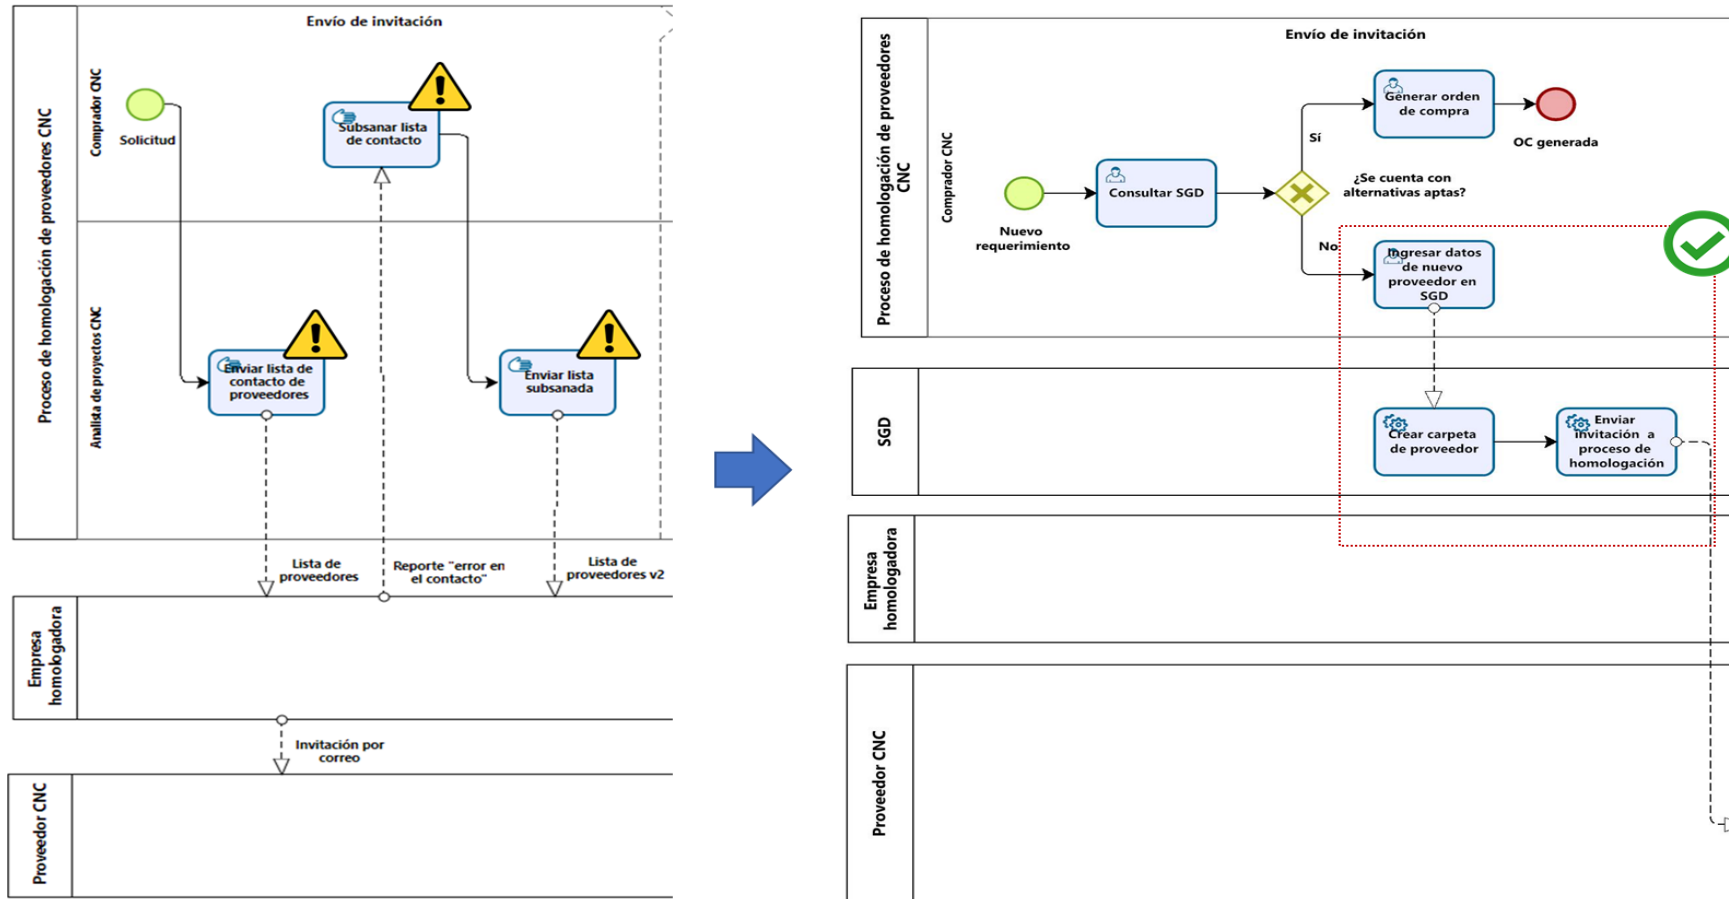 Envío de invitación
Proceso de homologación de proveedores CNC
Comprador CNC
Solicitud
Subsanar lista
de contacto
Analista de proyectos CNC
Enviar lista de
contacto de
proveedores
Enviar lista
subsanada
Lista de
proveedores
Reporte "error en
el contacto"
Lista de
proveedores v2
Empresa
homologadora
Invitación por
correo
Proveedor CNC
Envío de invitación
Proceso de homologación de proveedores
CNC
Comprador CNC
Nuevo
requerimiento
Consultar SGD
Sí
Generar orden
de compra
OC generada
¿Se cuenta con
alternativas aptas?
No
Ingresar datos
de nuevo
proveedor en
SGD
SGD
Crear carpeta
de proveedor
Enviar
invitación a
proceso de
homologación
Empresa
homologadora
Proveedor CNC